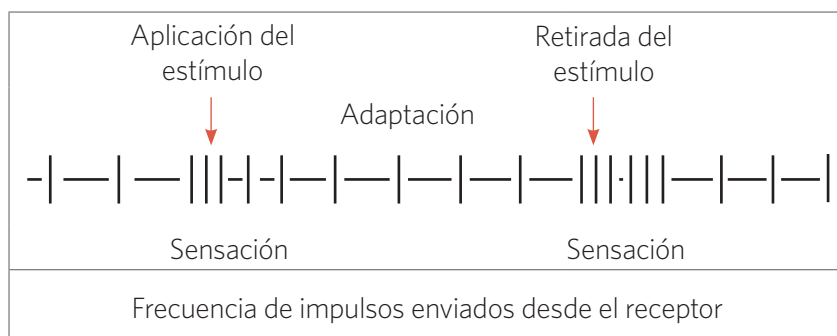 Aplicación del
estímulo
Retirada del
estímulo
Adaptación
Sensación
Sensación
Frecuencia de impulsos enviados desde el receptor